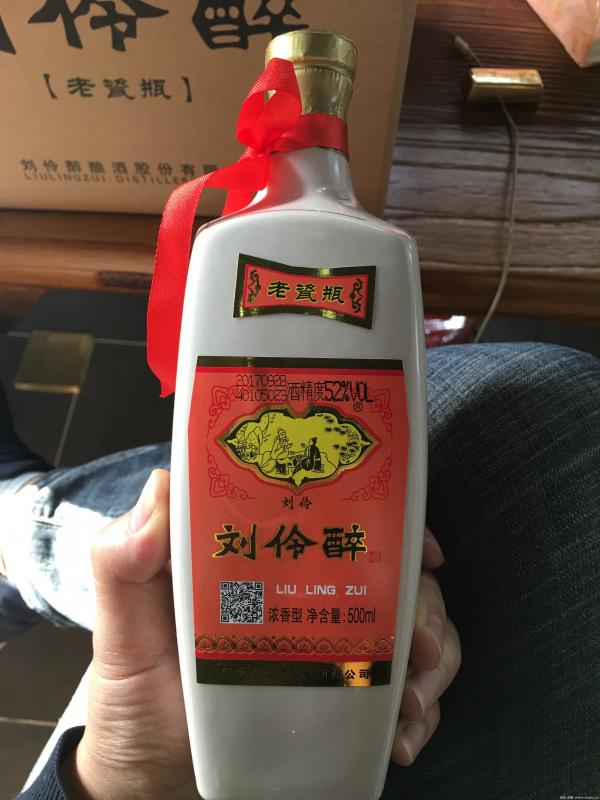 刘伶醉
【老瓷瓶】
刘伶醉酿酒股份有限
LIULINGZUI DISTILLER
老瓷瓶
20170928
40105023
酒精度52%VOL
®
刘伶
刘伶醉
LIU LING ZUI
浓香型 净含量:500ml
公司